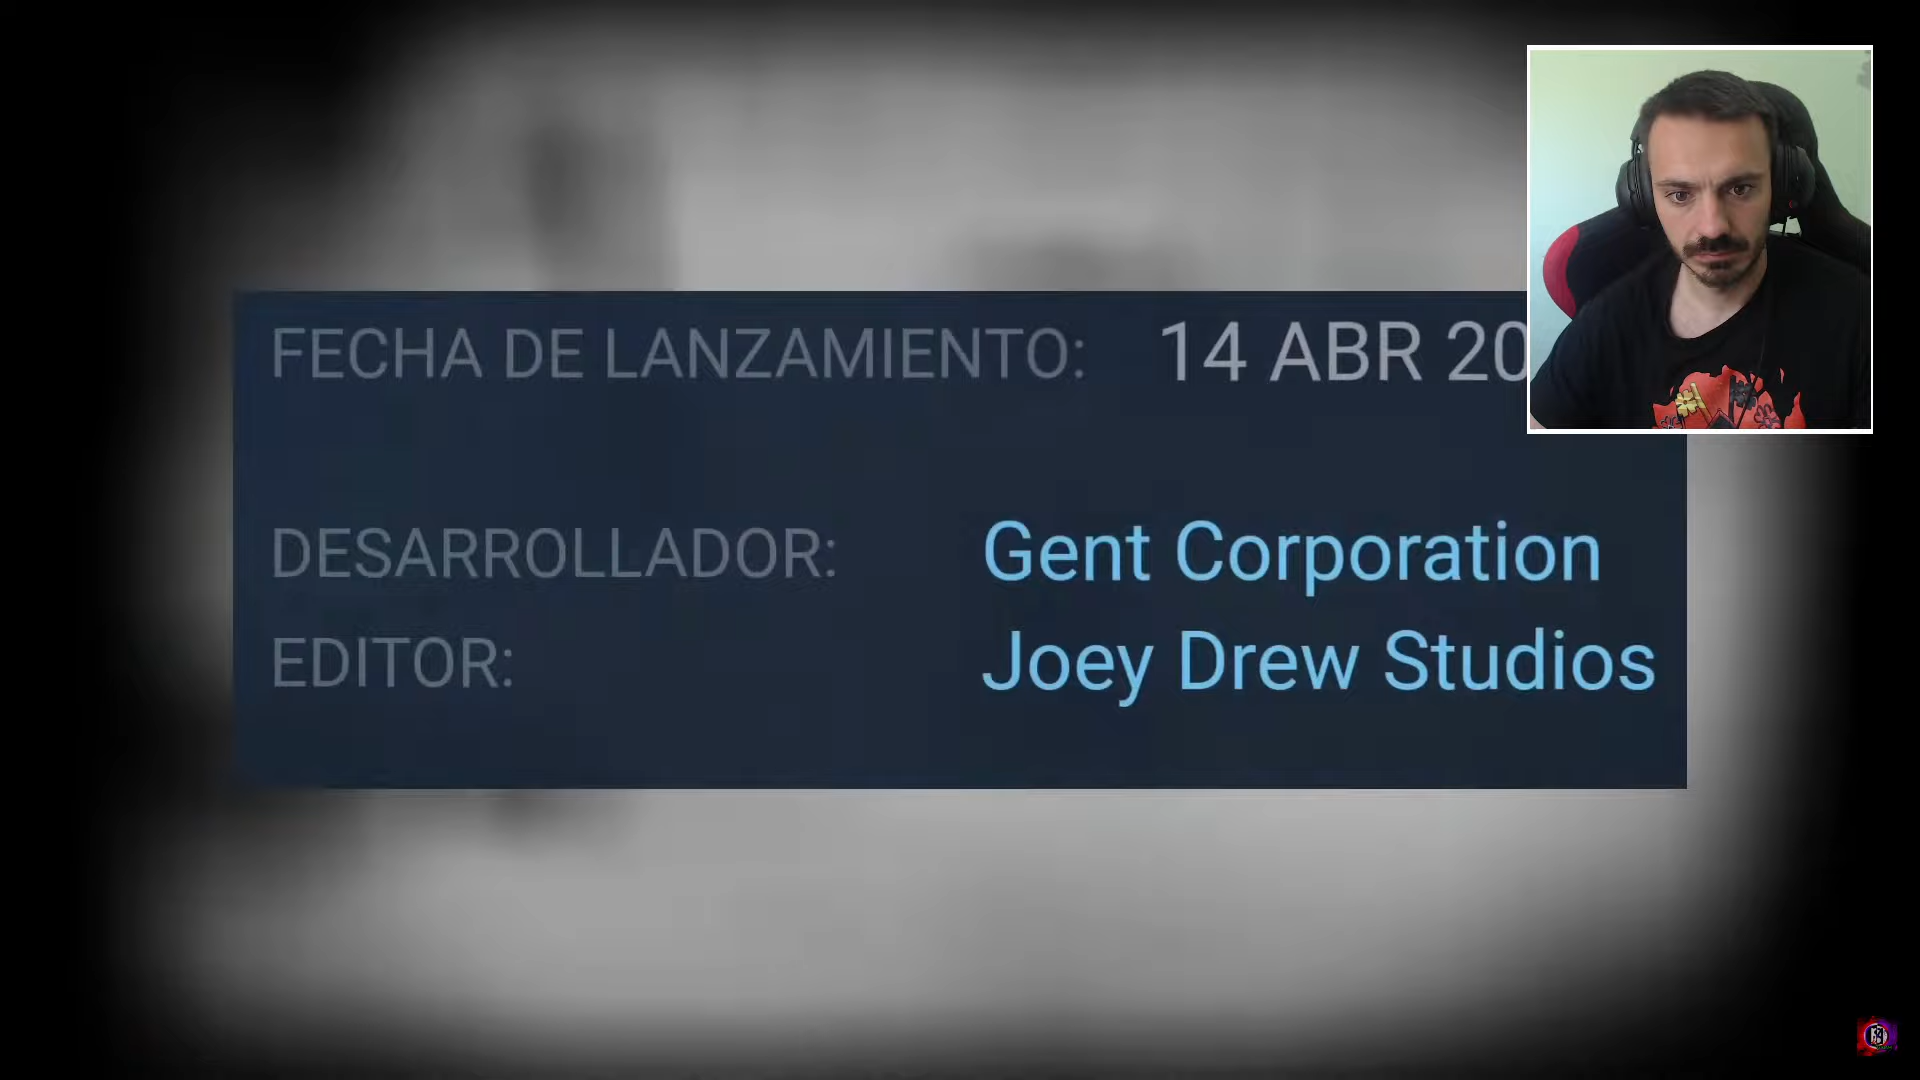 FECHA DE LANZAMIENTO: 14 ABR 20
DESARROLLADOR: Gent Corporation
EDITOR: Joey Drew Studios